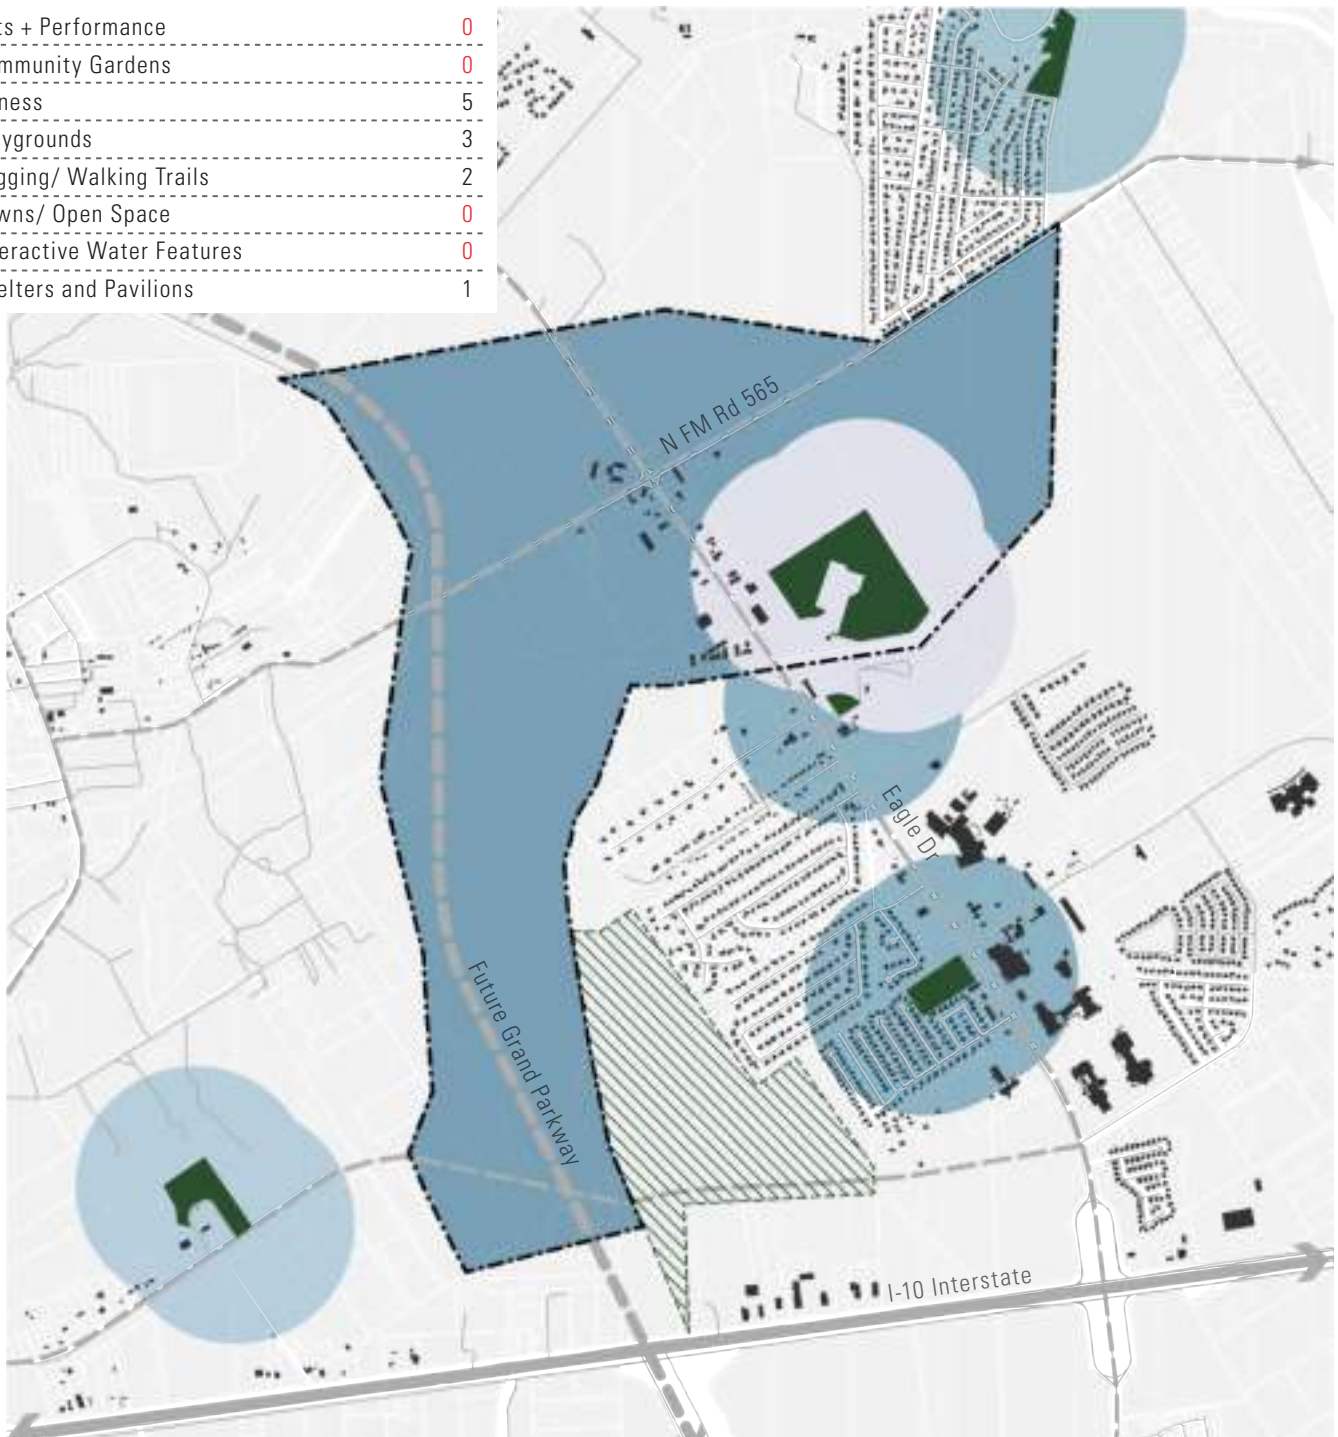 ts + Performance 0
mmunity Gardens 0
ness 5
ygrounds 3
gging/ Walking Trails 2
wns/ Open Space 0
eractive Water Features 0
elters and Pavilions 1
N FM Rd 565
Eagle Dr
Future Grand Parkway
I-10 Interstate